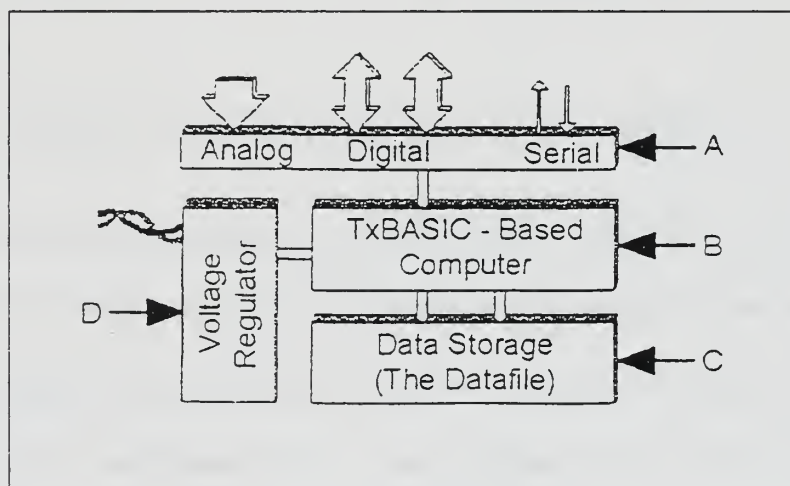 Analog Digital Serial
A
TxBASIC - Based
Computer
B
Voltage
Regulator
D
Data Storage
(The Datafile)
C